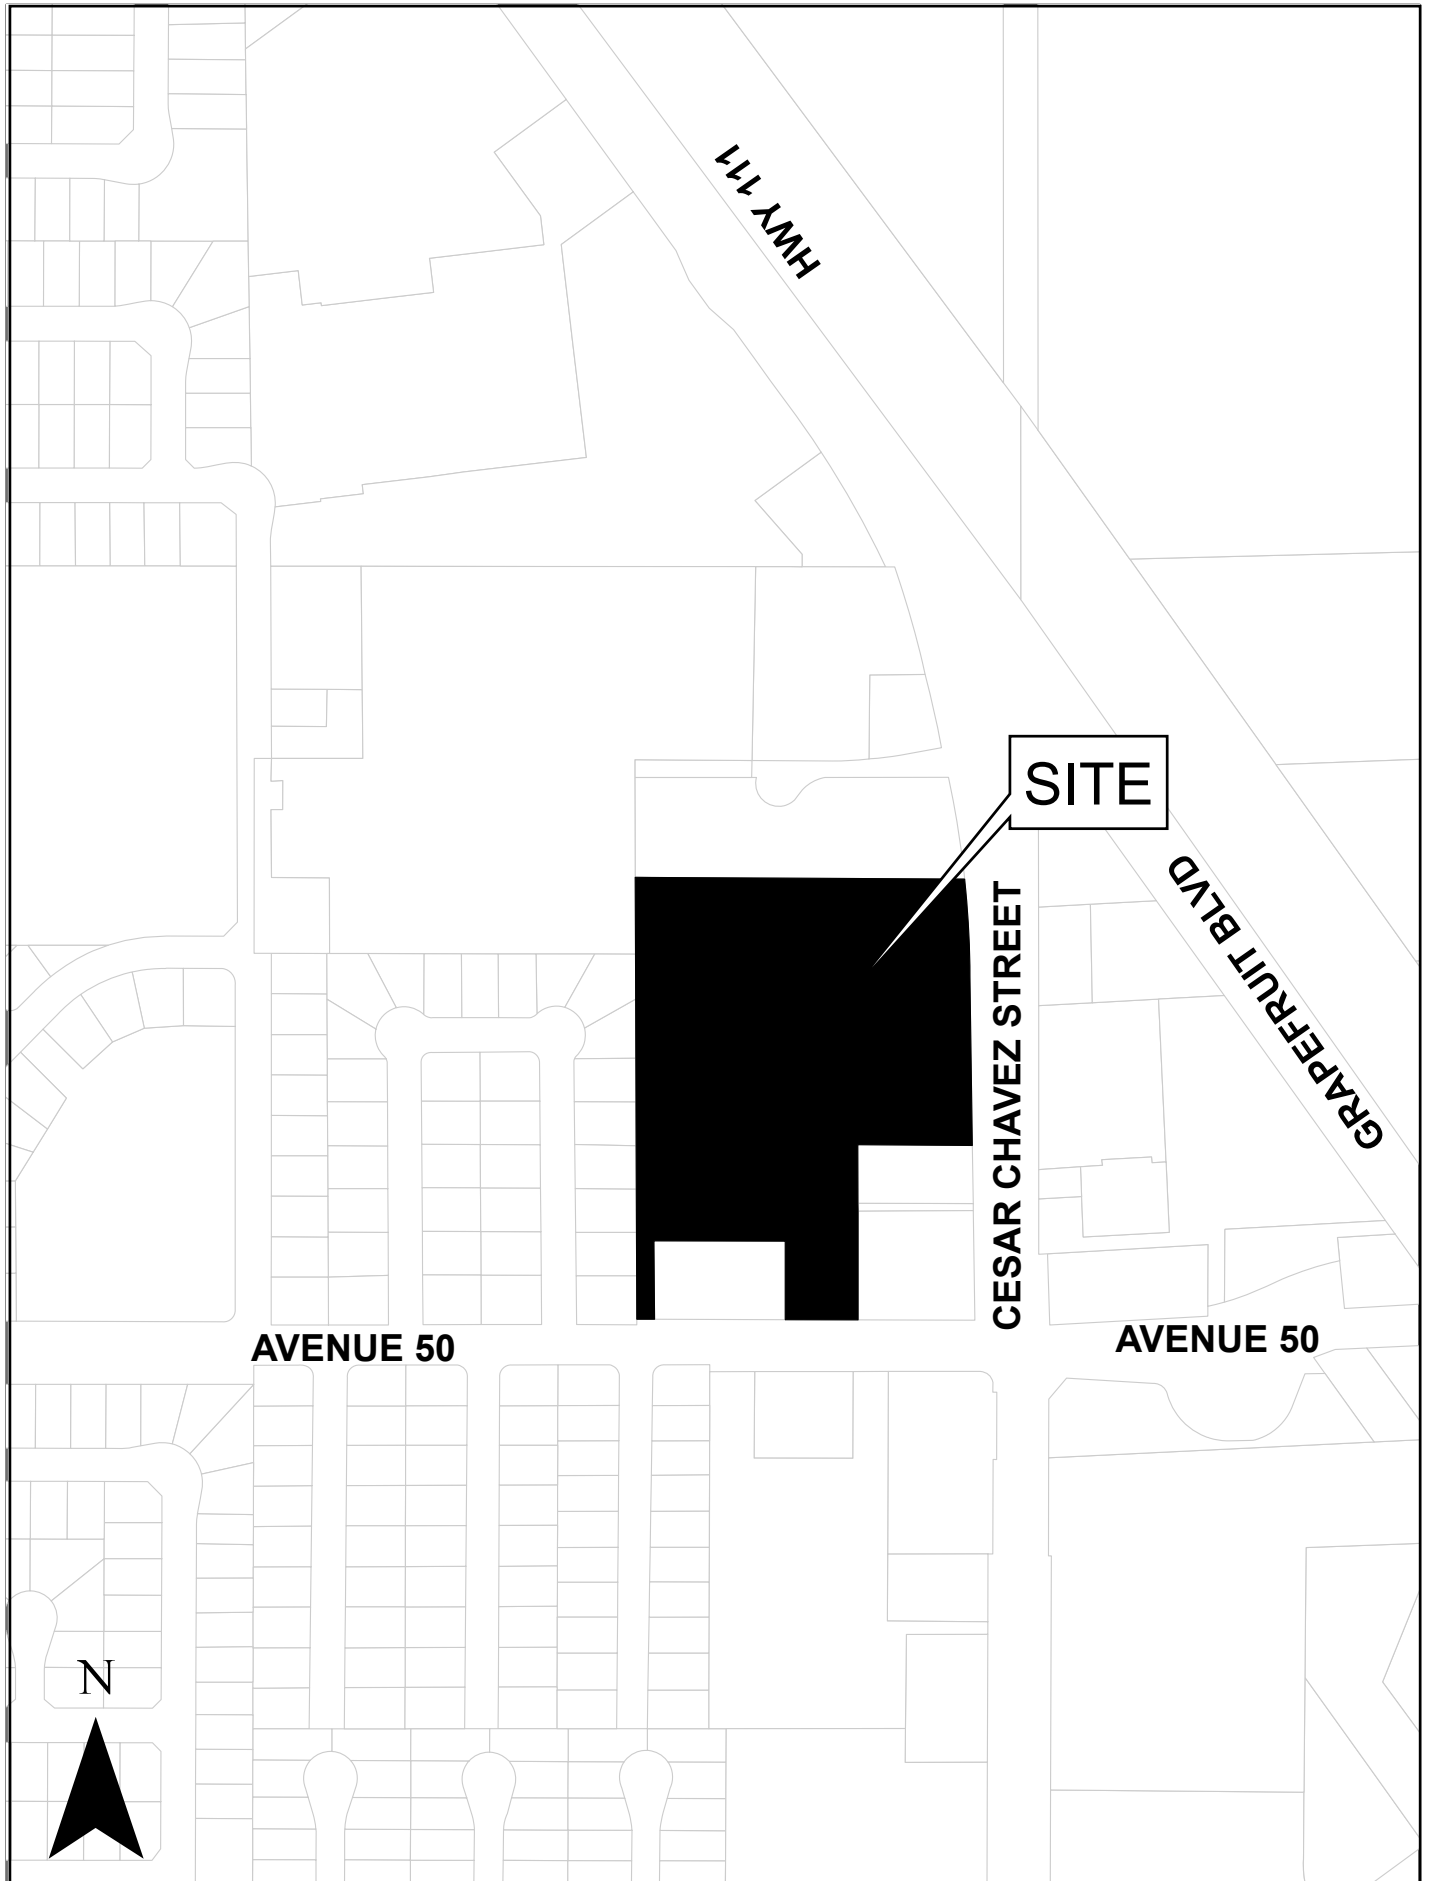 HWY 111
SITE
GRAPEFRUIT BLVD
CESAR CHAVEZ STREET
AVENUE 50
AVENUE 50
N